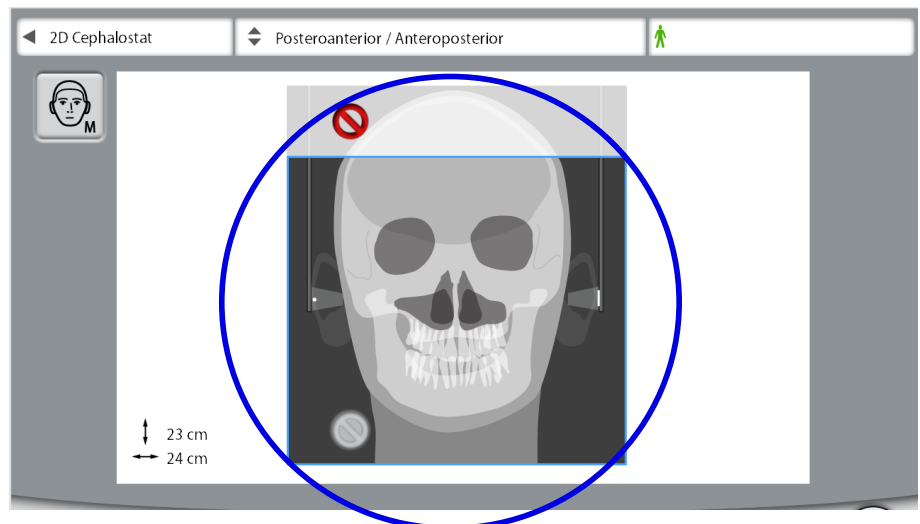 2D Cephalostat
Posteroanterior / Anteroposterior
M
23 cm
24 cm